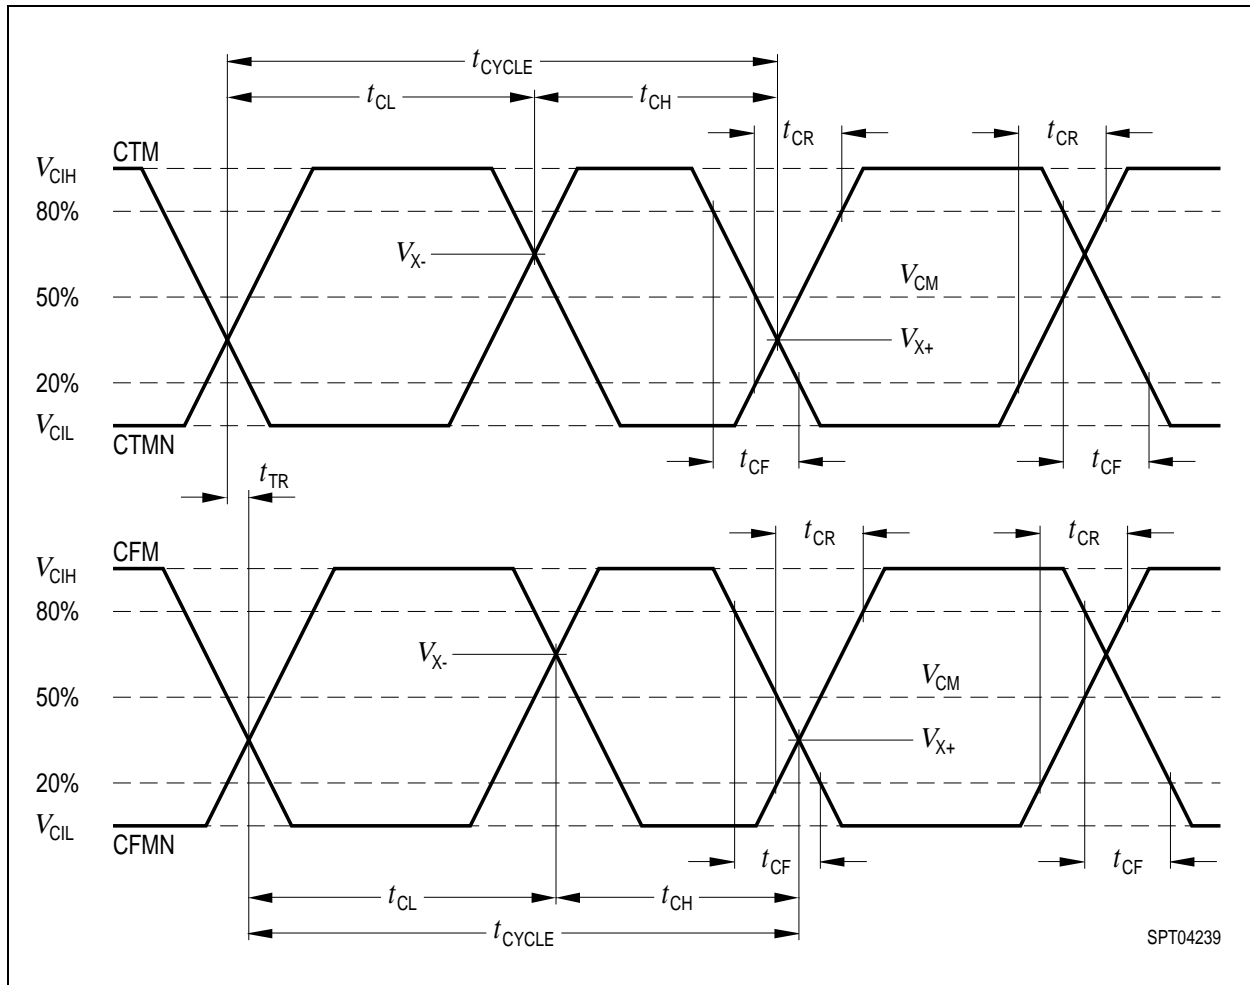 tCYCLE
tCL tCH
tCR tCR
CTM
VCIH
80%
VX-
50% VCM
VX+
20%
VCIL
CTMN
tCF tCF
tTR
tCR tCR
CFM
VCIH
80%
VX-
50% VCM
VX+
20%
VCIL
CFMN
tCF tCF
tCL tCH
tCYCLE
SPT04239